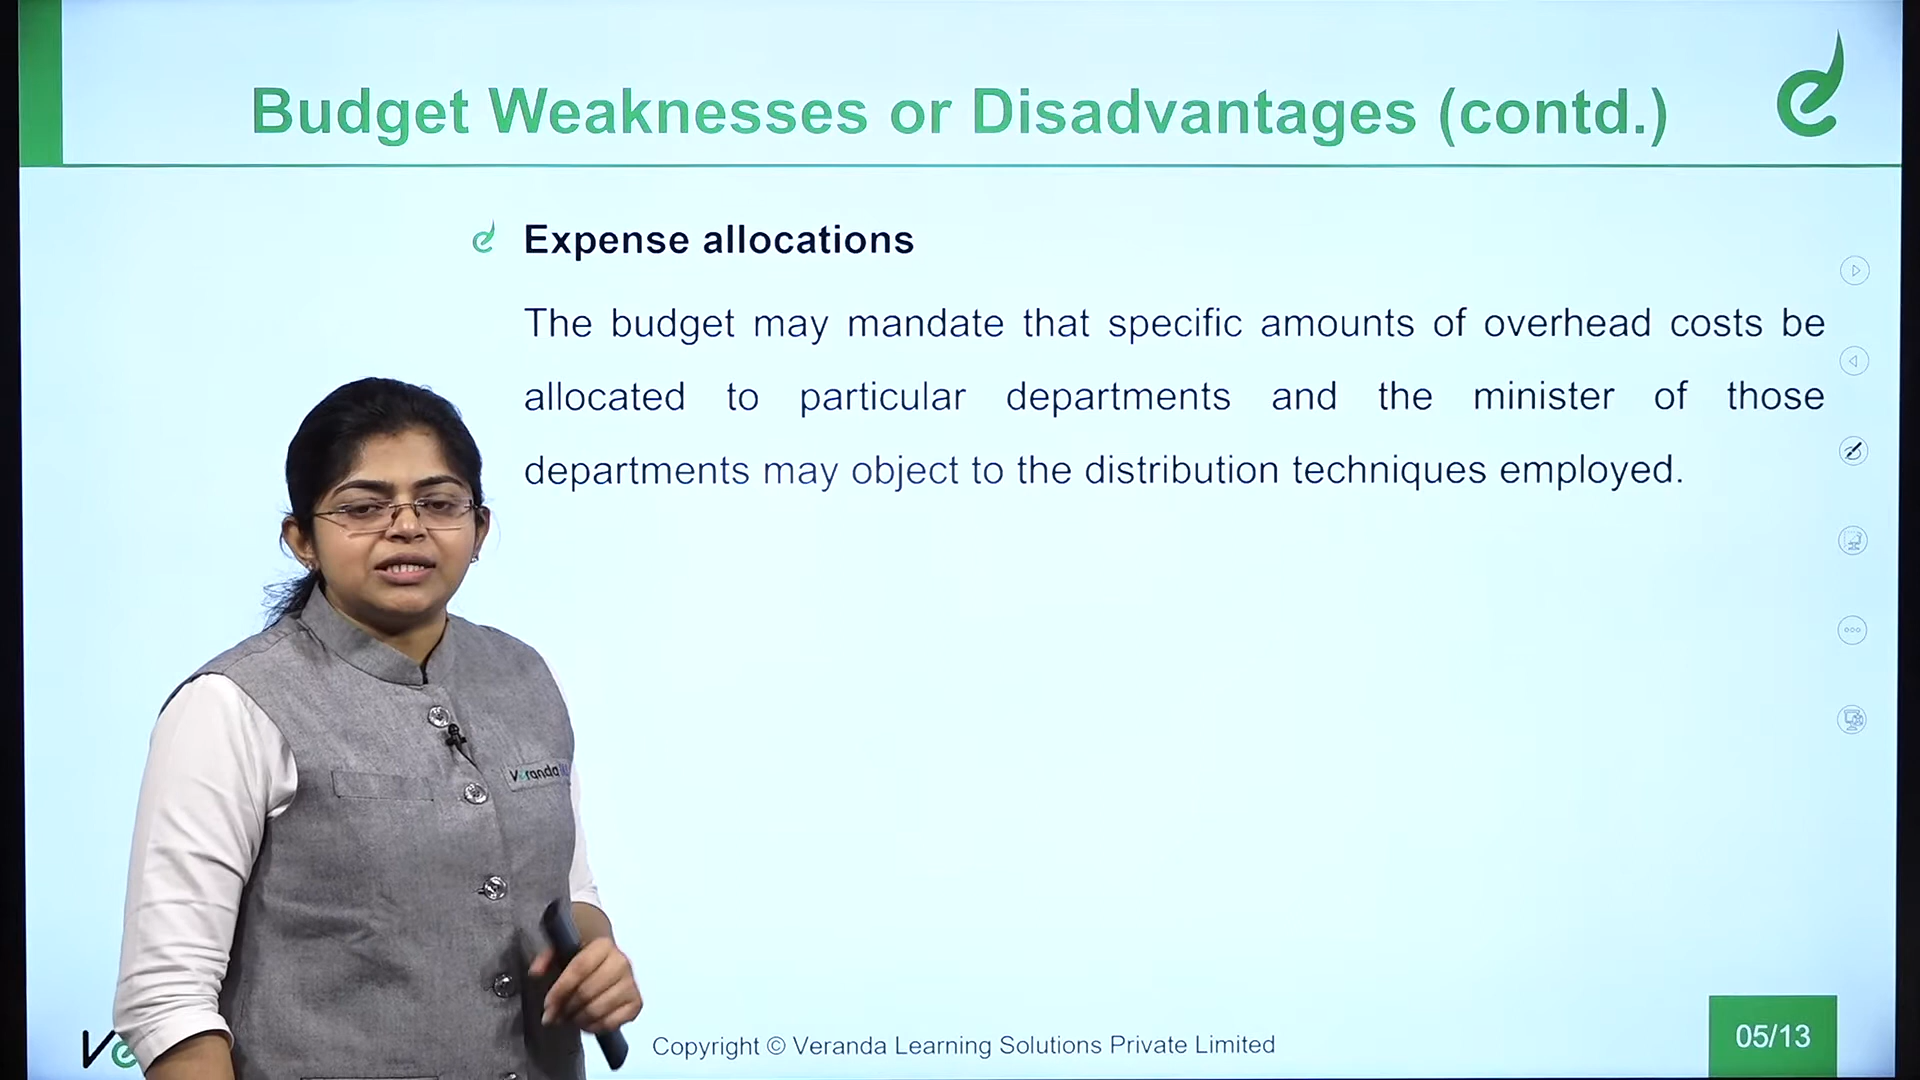 Budget Weaknesses or Disadvantages (contd.)
Expense allocations
The budget may mandate that specific amounts of overhead costs be
allocated to particular departments and the minister of those
departments may object to the distribution techniques employed.
Veranda
Copyright © Veranda Learning Solutions Private Limited
05/13